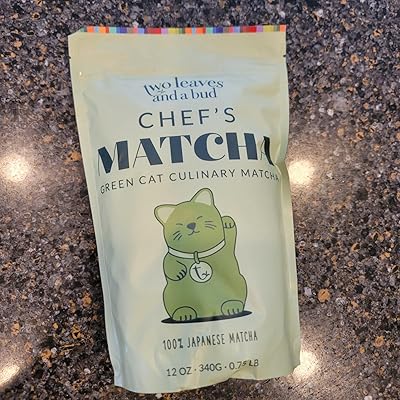 two leaves
and a bud
CHEF'S
MATCHA
GREEN CAT CULINARY MATCHA
100% JAPANESE MATCHA
12 OZ · 340G · 0.75 LB